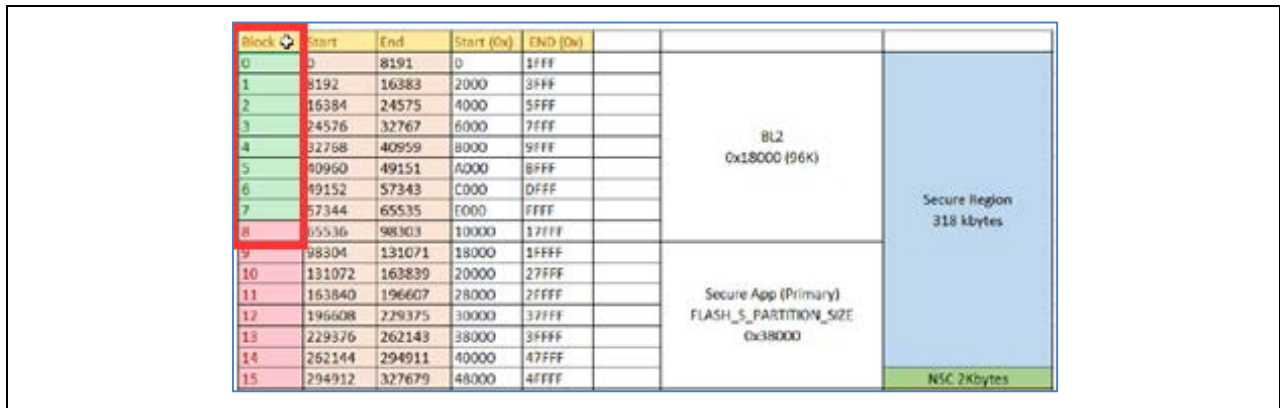 Block Start End Start (0x) END (0x)
0 0 8191 0 1FFF
1 8192 16383 2000 3FFF
2 16384 24575 4000 5FFF
3 24576 32767 6000 7FFF
4 32768 40959 8000 9FFF
5 40960 49151 A000 BFFF
6 49152 57343 C000 DFFF
7 57344 65535 E000 FFFF
8 65536 98303 10000 17FFF
BL2
0x18000 (96K)
9 98304 131071 18000 1FFFF
10 131072 163839 20000 27FFF
11 163840 196607 28000 2FFFF
12 196608 229375 30000 37FFF
13 229376 262143 38000 3FFFF
14 262144 294911 40000 47FFF
15 294912 327679 48000 4FFFF
Secure App (Primary)
FLASH_S_PARTITION_SIZE
0x38000
Secure Region
318 kbytes
NSC 2Kbytes